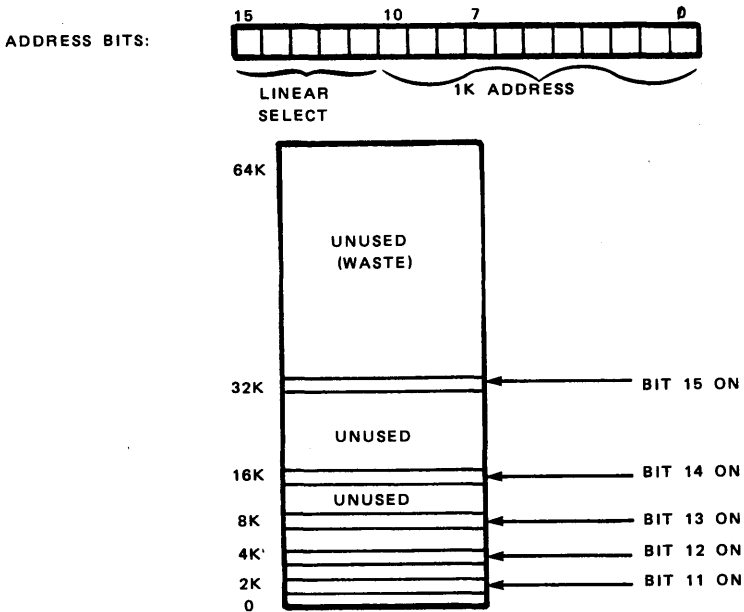 15 10 7 0
ADDRESS BITS:
LINEAR
SELECT
1K ADDRESS
64K
UNUSED
(WASTE)
32K
BIT 15 ON
UNUSED
16K
BIT 14 ON
UNUSED
8K
BIT 13 ON
4K
BIT 12 ON
2K
BIT 11 ON
0